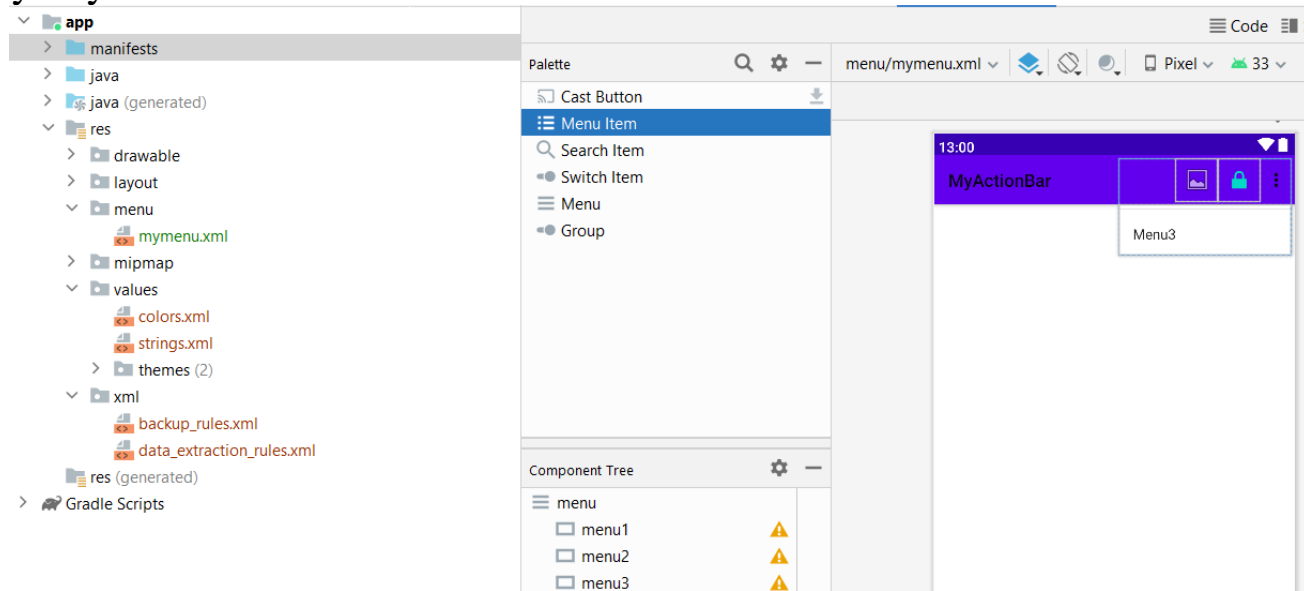 app
manifests
java
java (generated)
res
drawable
layout
menu
mymenu.xml
mipmap
values
colors.xml
strings.xml
themes (2)
xml
backup_rules.xml
data_extraction_rules.xml
res (generated)
Gradle Scripts
Code
Palette
Cast Button
Menu Item
Search Item
Switch Item
Menu
Group
Component Tree
menu
menu1
menu2
menu3
menu/mymenu.xml
Pixel
33
13:00
MyActionBar
Menu3